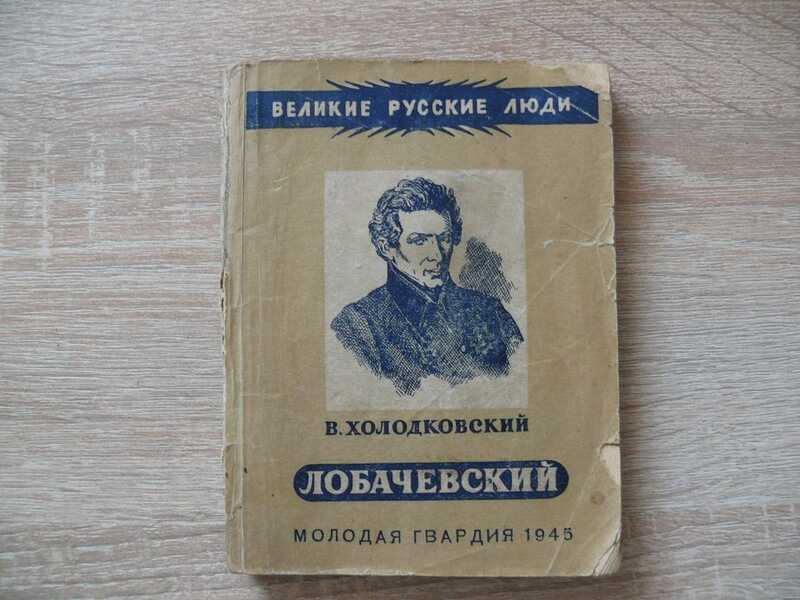 ВЕЛИКИЕ РУССКИЕ ЛЮДИ
В. ХОЛОДКОВСКИЙ
ЛОБАЧЕВСКИЙ
МОЛОДАЯ ГВАРДИЯ 1945